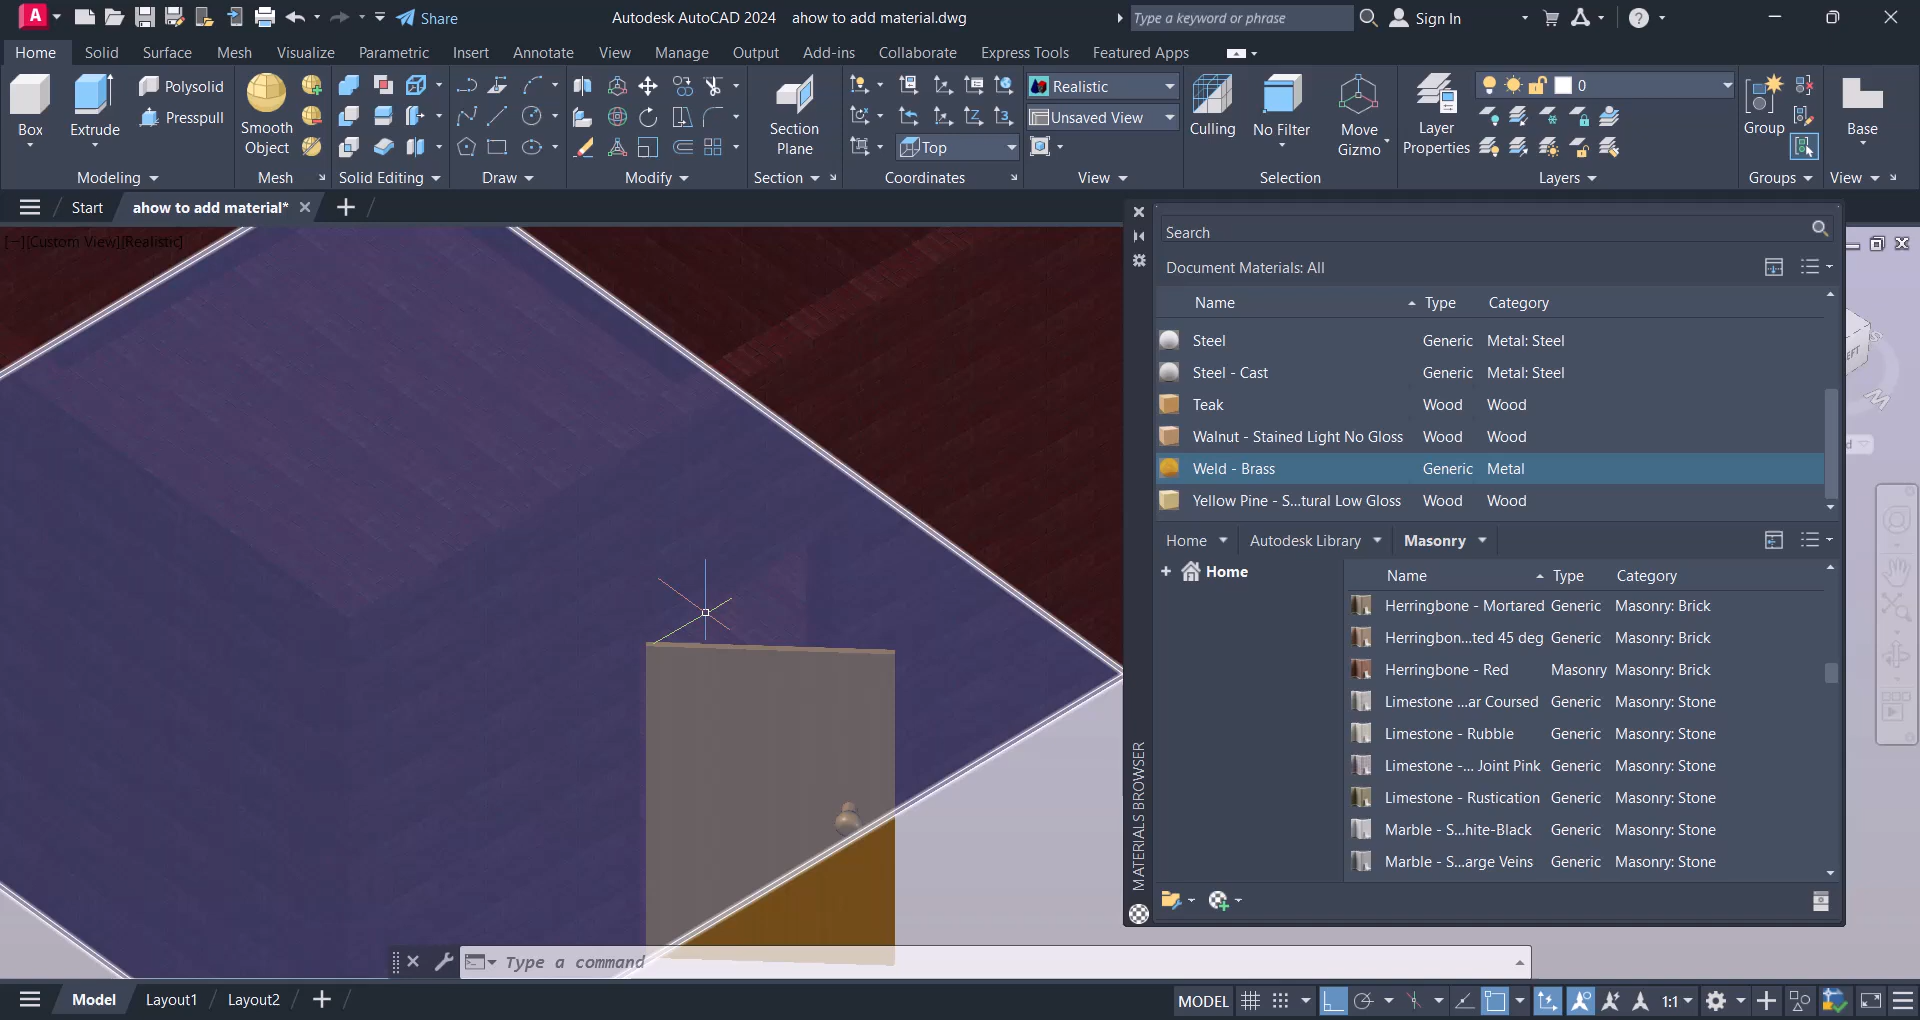 Share
Autodesk AutoCAD 2024 ahow to add material.dwg
Type a keyword or phrase
Sign In
Home Solid Surface Mesh Visualize Parametric Insert Annotate View Manage Output Add-ins Collaborate Express Tools Featured Apps
Box
Extrude
Polysolid
Presspull
Modeling
Smooth
Object
Mesh
Solid Editing
Draw
Modify
Section
Plane
Section
Top
Coordinates
Realistic
Unsaved View
View
Culling
No Filter
Move
Gizmo
Selection
Layer
Properties
0
Layers
Group
Groups
Base
View
Start
ahow to add material*
[—][Custom View][Realistic]
Search
Document Materials: All
Name Type Category
Steel Generic Metal: Steel
Steel - Cast Generic Metal: Steel
Teak Wood Wood
Walnut - Stained Light No Gloss Wood Wood
Weld - Brass Generic Metal
Yellow Pine - S...tural Low Gloss Wood Wood
Home Autodesk Library Masonry
Home
Name Type Category
Herringbone - Mortared Generic Masonry: Brick
Herringbon...ted 45 deg Generic Masonry: Brick
Herringbone - Red Masonry Masonry: Brick
Limestone ...ar Coursed Generic Masonry: Stone
Limestone - Rubble Generic Masonry: Stone
Limestone -... Joint Pink Generic Masonry: Stone
Limestone - Rustication Generic Masonry: Stone
Marble - S...hite-Black Generic Masonry: Stone
Marble - S...arge Veins Generic Masonry: Stone
MATERIALS BROWSER
Type a command
Model Layout1 Layout2
MODEL
1:1